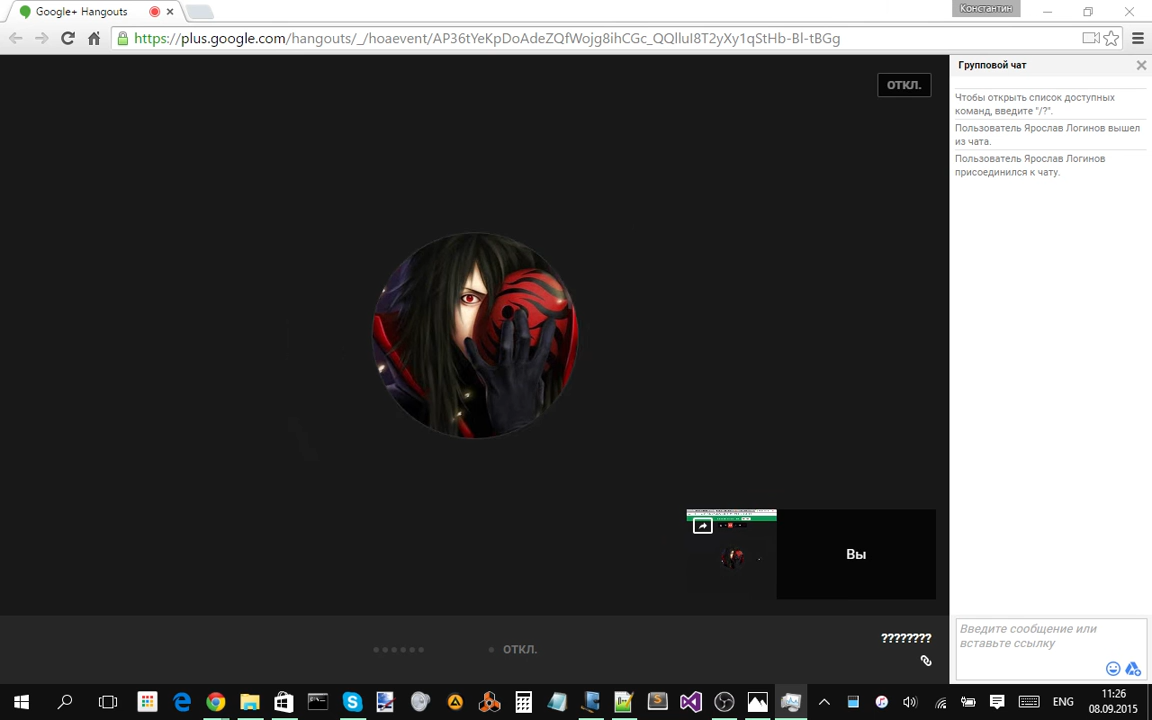 Google+ Hangouts
Константин
https://plus.google.com/hangouts/_/hoaevent/AP36tYeKpDoAdeZQfWojg8ihCGc_QQlluI8T2yXy1qStHb-Bl-tBGg
Групповой чат
ОТКЛ.
Чтобы открыть список доступных
команд, введите "/?".
Пользователь Ярослав Логинов вышел
из чата.
Пользователь Ярослав Логинов
присоединился к чату.
Вы
????????
ОТКЛ.
Введите сообщение или
вставьте ссылку
ENG
11:26
08.09.2015